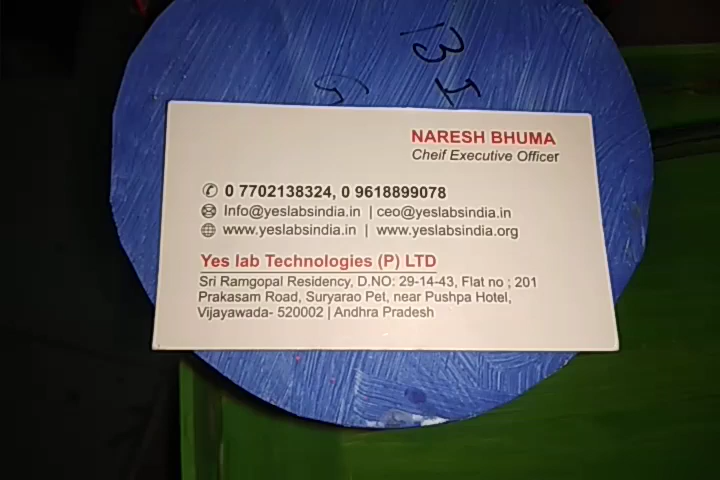 13
NARESH BHUMA
Cheif Executive Officer
0 7702138324, 0 9618899078
Info@yeslabsindia.in | ceo@yeslabsindia.in
www.yeslabsindia.in | www.yeslabsindia.org
Yes lab Technologies (P) LTD
Sri Ramgopal Residency, D.NO: 29-14-43, Flat no ; 201
Prakasam Road, Suryarao Pet, near Pushpa Hotel,
Vijayawada- 520002 | Andhra Pradesh